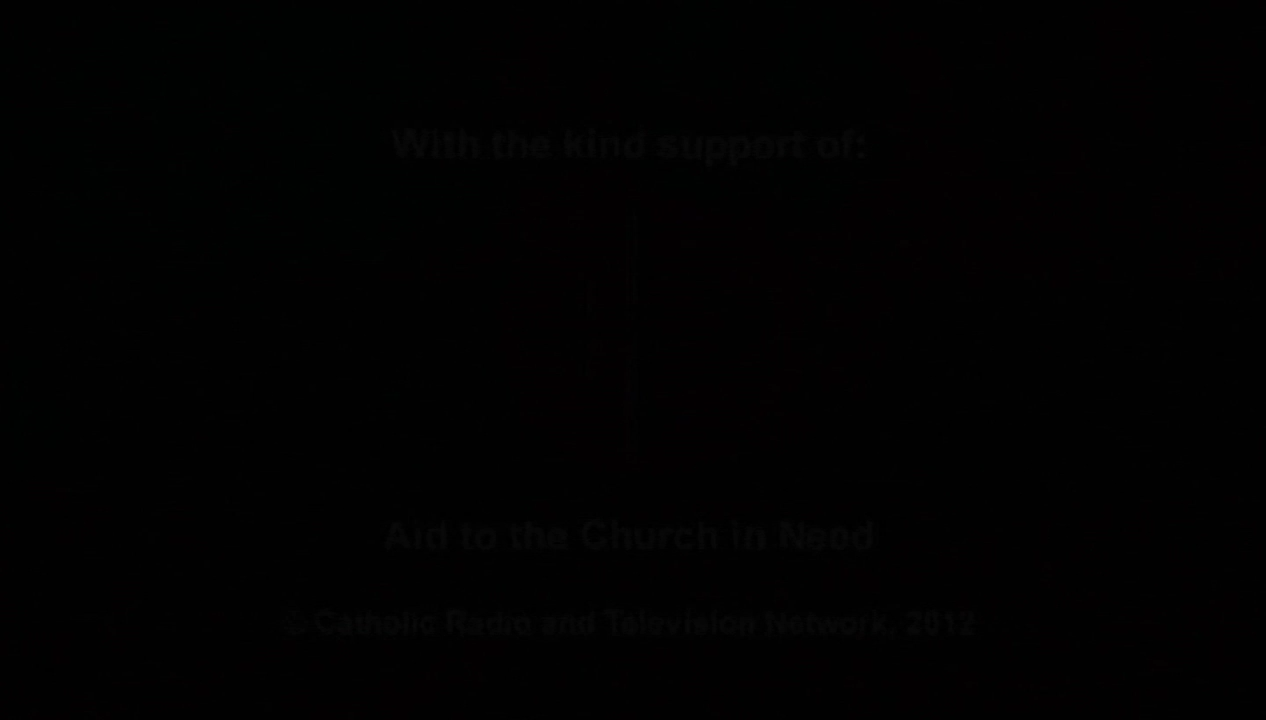 With the kind support of:
Aid to the Church in Need
© Catholic Radio and Television Network, 2012